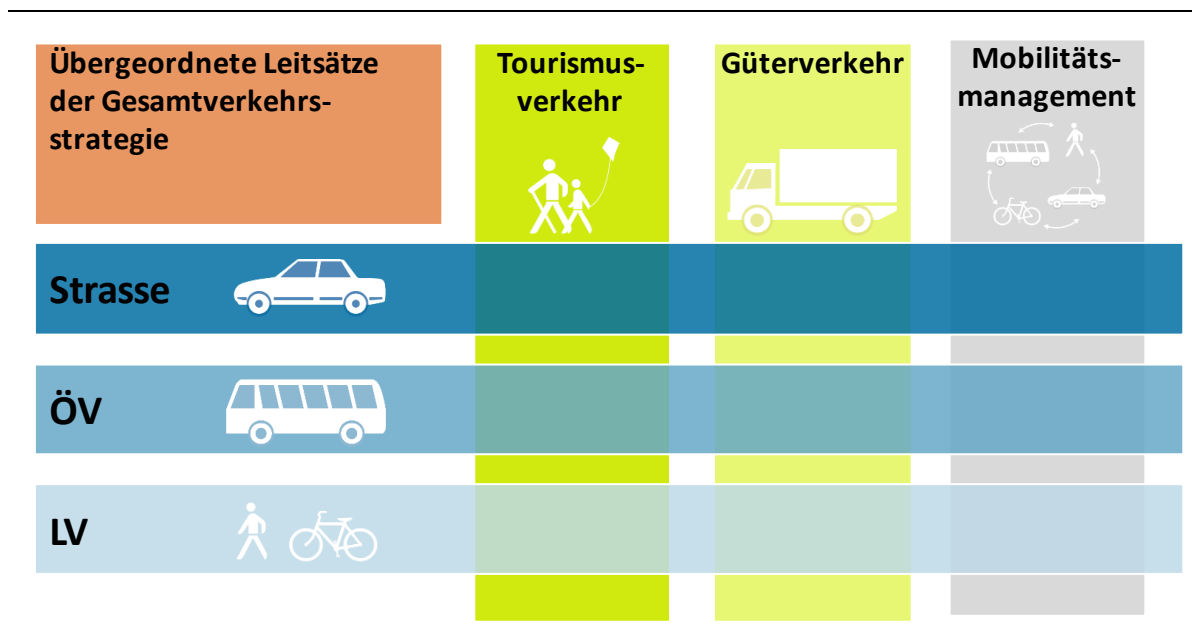 Übergeordnete Leitsätze
der Gesamtverkehrs-
strategie
Tourismus-
verkehr
Güterverkehr
Mobilitäts-
management
Strasse
ÖV
LV